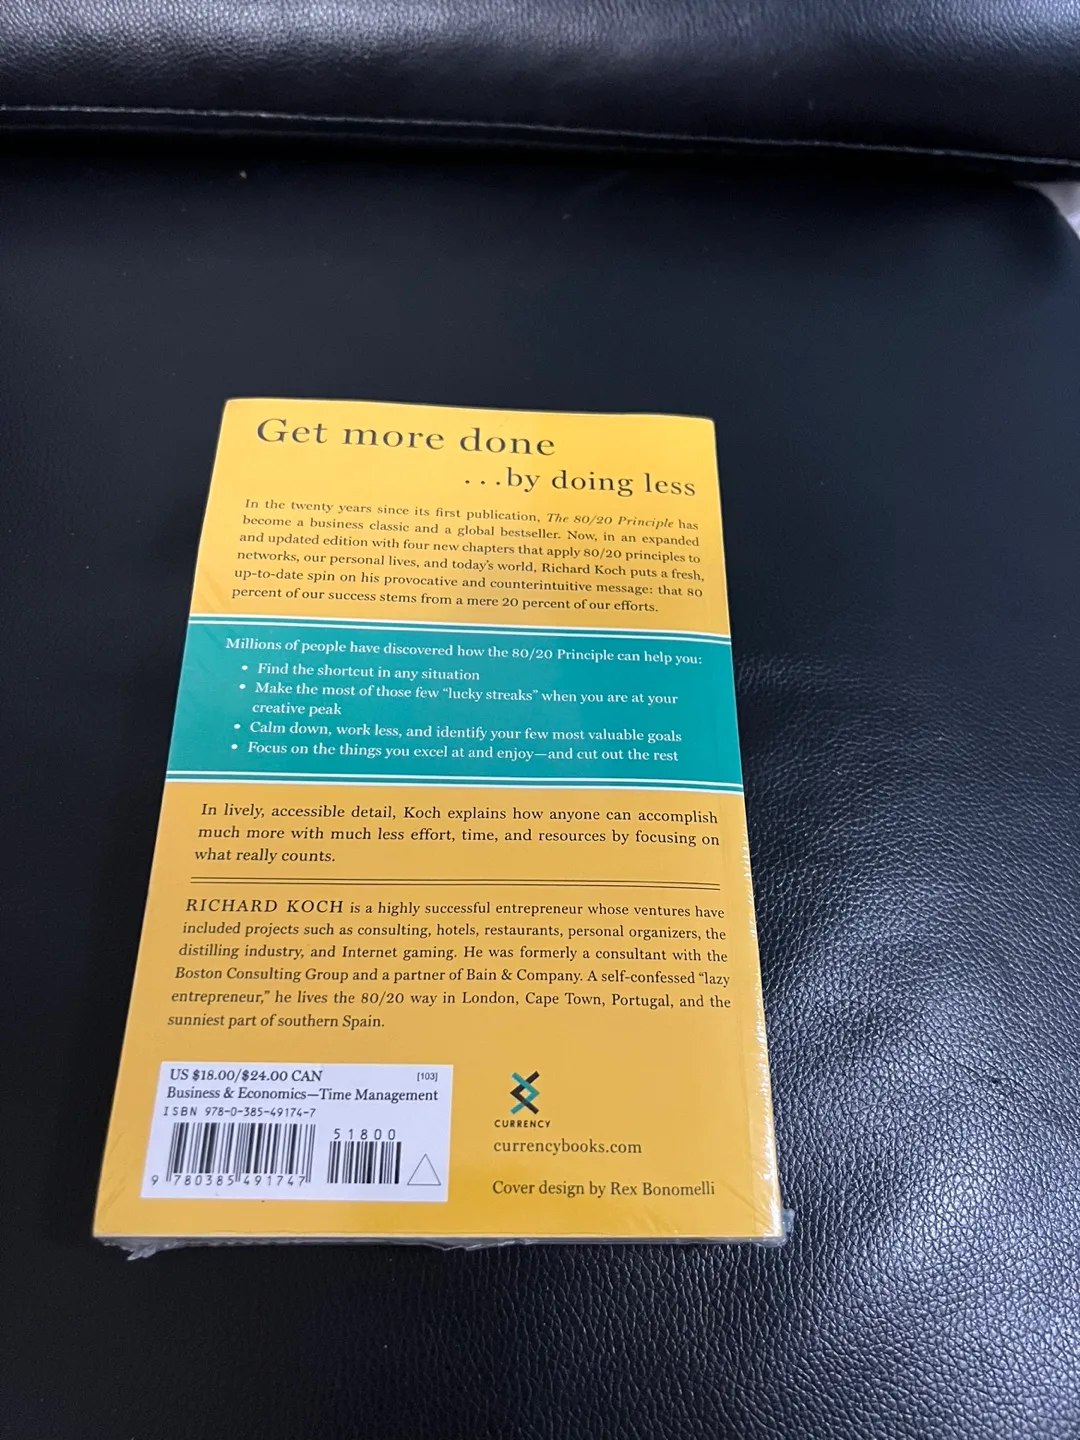 Get more done
...by doing less
In the twenty years since its first publication, The 80/20 Principle has
become a business classic and a global bestseller. Now, in an expanded
and updated edition with four new chapters that apply 80/20 principles to
networks, our personal lives, and today's world, Richard Koch puts a fresh,
up-to-date spin on his provocative and counterintuitive message: that 80
percent of our success stems from a mere 20 percent of our efforts.
Millions of people have discovered how the 80/20 Principle can help you:
• Find the shortcut in any situation
• Make the most of those few “lucky streaks” when you are at your
creative peak
• Calm down, work less, and identify your few most valuable goals
• Focus on the things you excel at and enjoy—and cut out the rest
In lively, accessible detail, Koch explains how anyone can accomplish
much more with much less effort, time, and resources by focusing on
what really counts.
RICHARD KOCH is a highly successful entrepreneur whose ventures have
included projects such as consulting, hotels, restaurants, personal organizers, the
distilling industry, and Internet gaming. He was formerly a consultant with the
Boston Consulting Group and a partner of Bain & Company. A self-confessed “lazy
entrepreneur,” he lives the 80/20 way in London, Cape Town, Portugal, and the
sunniest part of southern Spain.
US $18.00/$24.00 CAN [103]
Business & Economics—Time Management
ISBN 978-0-385-49174-7
51800
9 780385 491747
CURRENCY
currencybooks.com
Cover design by Rex Bonomelli